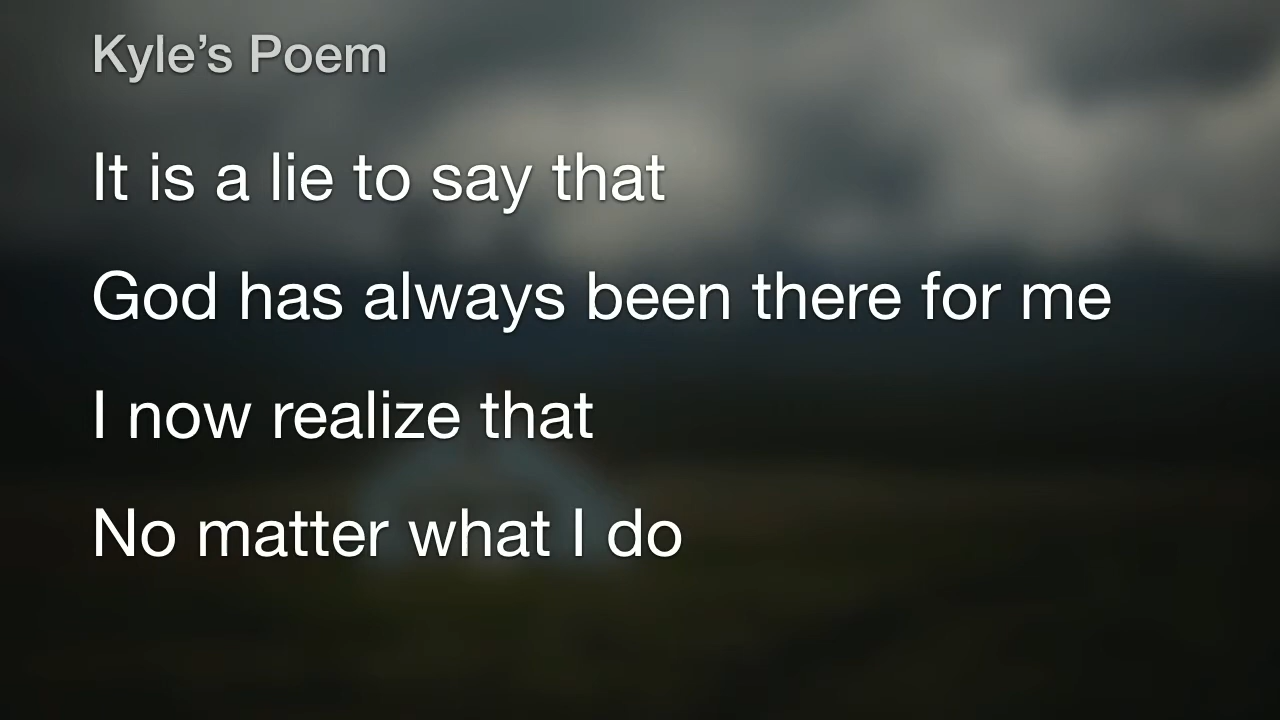 Kyle’s Poem
It is a lie to say that
God has always been there for me
I now realize that
No matter what I do